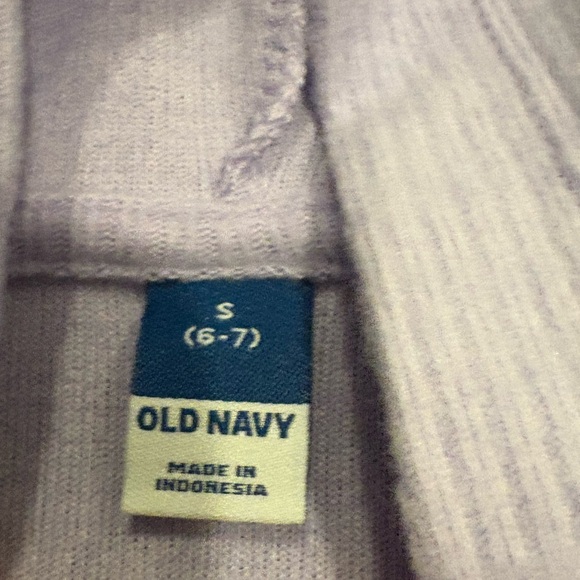 S
(6-7)
OLD NAVY
MADE IN
INDONESIA